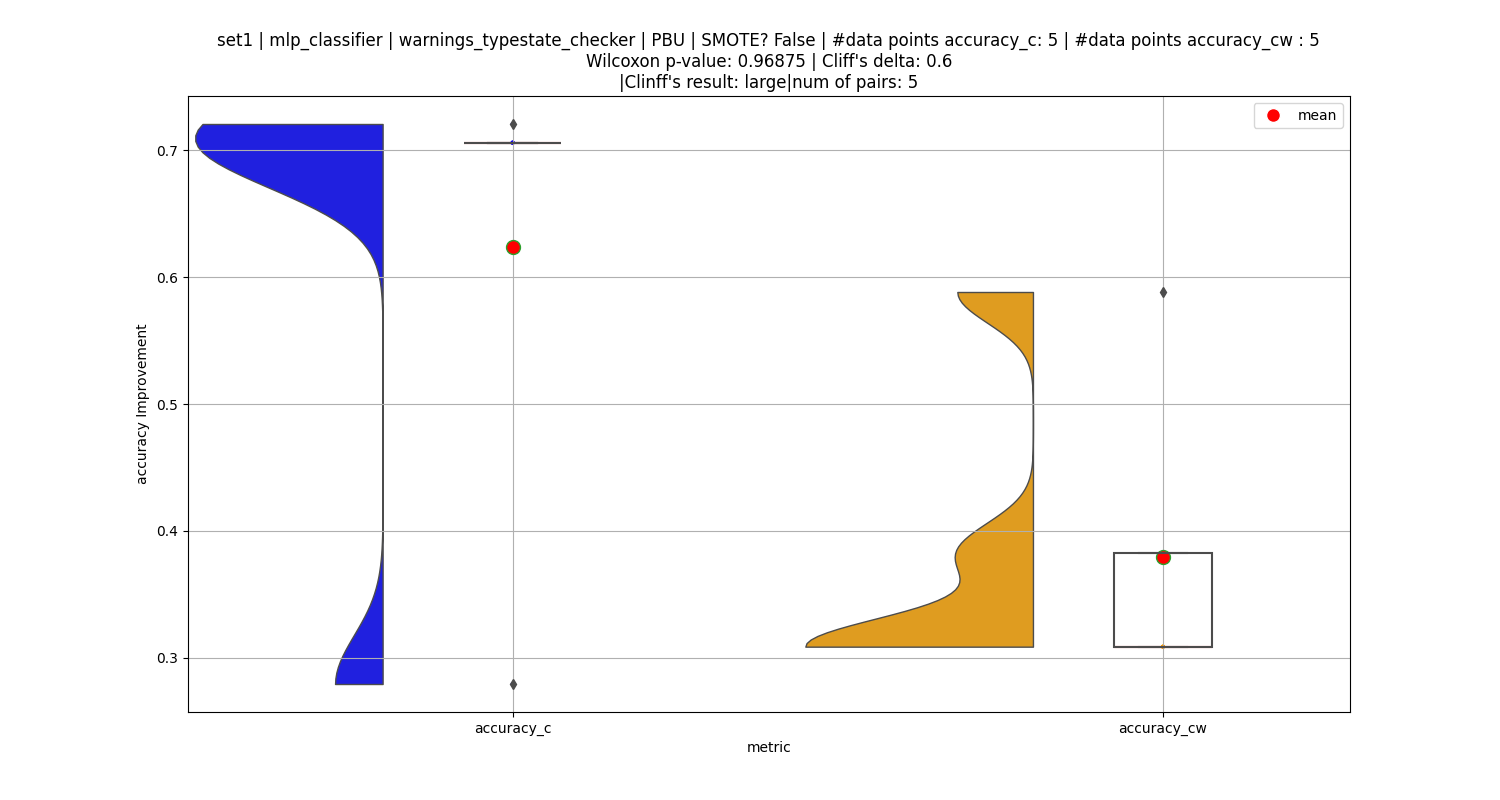 set1 | mlp_classifier | warnings_typestate_checker | PBU | SMOTE? False | #data points accuracy_c: 5 | #data points accuracy_cw : 5
Wilcoxon p-value: 0.96875 | Cliff's delta: 0.6
|Clinff's result: large|num of pairs: 5
mean
0.7
0.6
0.5
0.4
0.3
accuracy Improvement
accuracy_c
accuracy_cw
metric